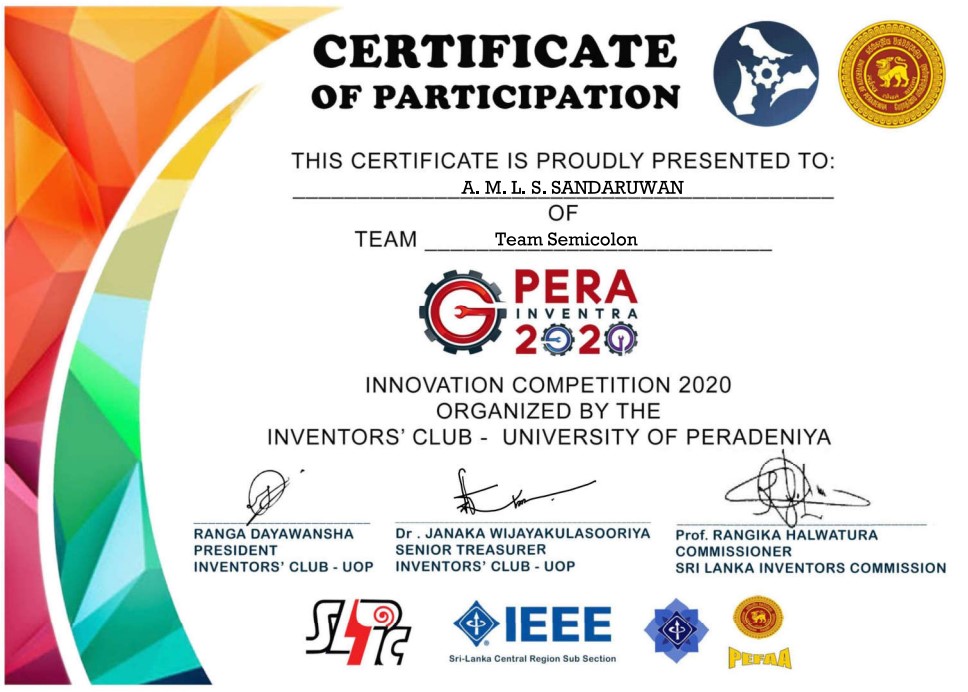 CERTIFICATE
OF PARTICIPATION
THIS CERTIFICATE IS PROUDLY PRESENTED TO:
A. M. L. S. SANDARUWAN
OF
TEAM Team Semicolon
PERA
INVENTRA
2020
INNOVATION COMPETITION 2020
ORGANIZED BY THE
INVENTORS’ CLUB - UNIVERSITY OF PERADENIYA
RANGA DAYAWANSHA
PRESIDENT
INVENTORS’ CLUB - UOP
Dr . JANAKA WIJAYAKULASOORIYA
SENIOR TREASURER
INVENTORS’ CLUB - UOP
Prof. RANGIKA HALWATURA
COMMISSIONER
SRI LANKA INVENTORS COMMISSION
IEEE
Sri-Lanka Central Region Sub Section
PEFAA